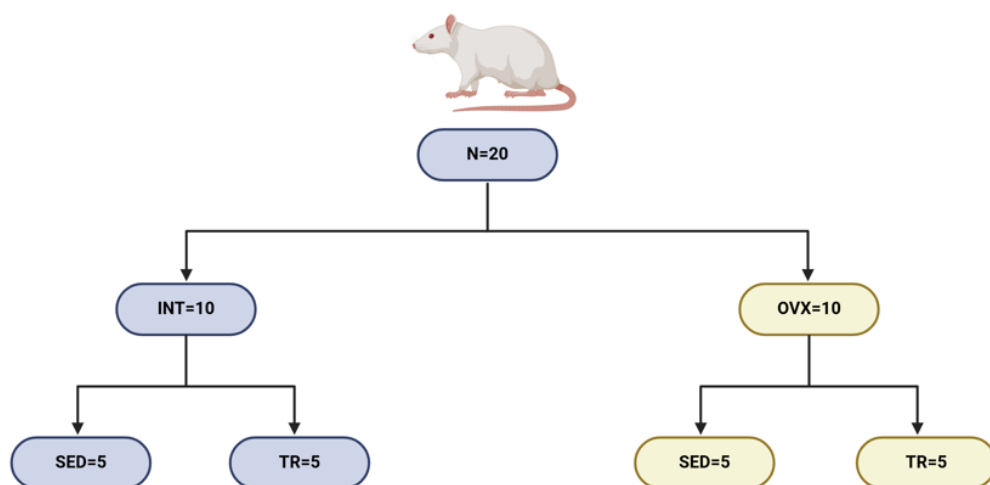 N=20
INT=10
OVX=10
SED=5
TR=5
SED=5
TR=5